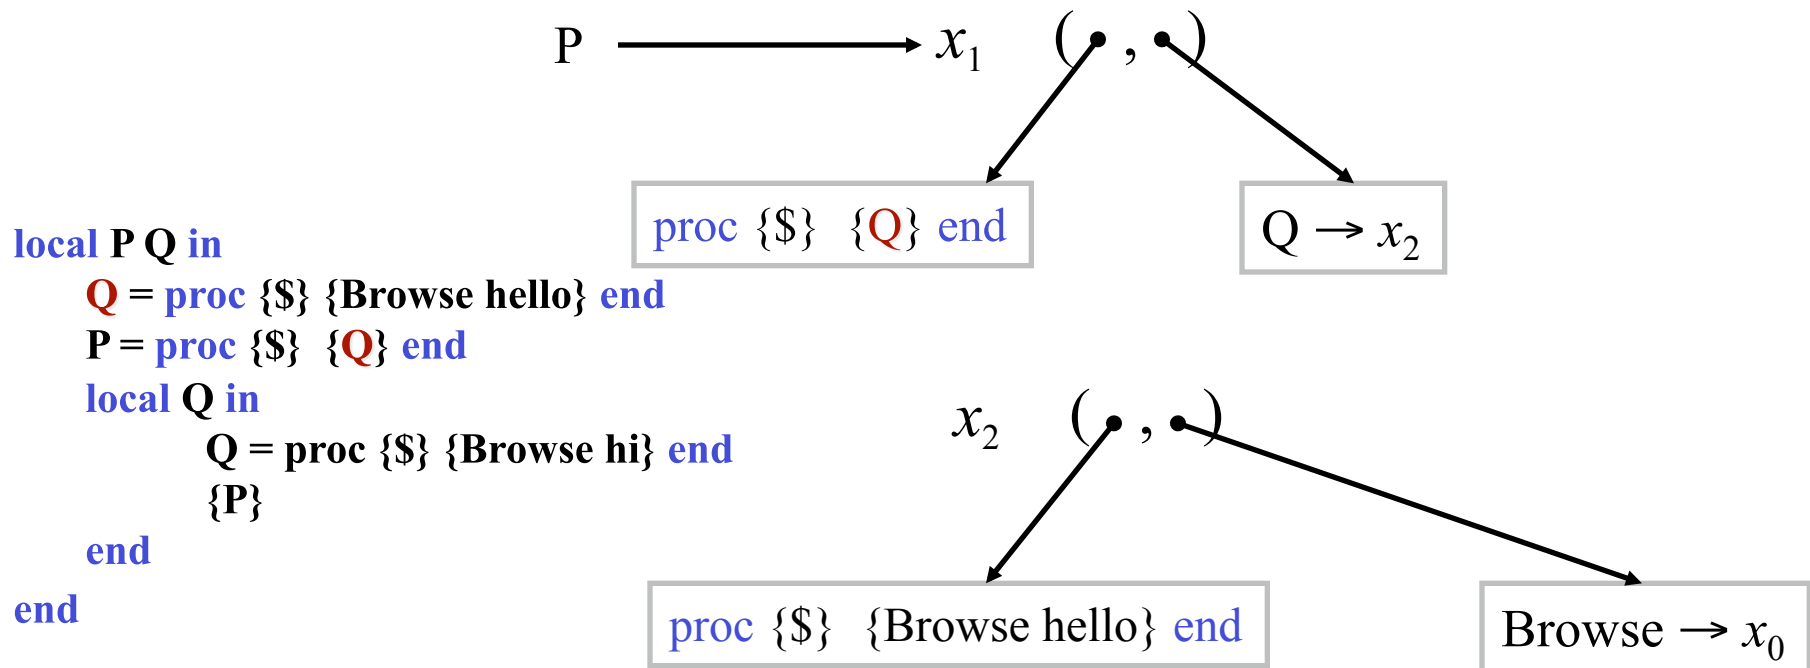 P x₁ ( , )
proc {$} {Q} end
Q → x₂
local P Q in
Q = proc {$} {Browse hello} end
P = proc {$} {Q} end
local Q in
Q = proc {$} {Browse hi} end
{P}
end
end
x₂ ( , )
proc {$} {Browse hello} end
Browse → x₀